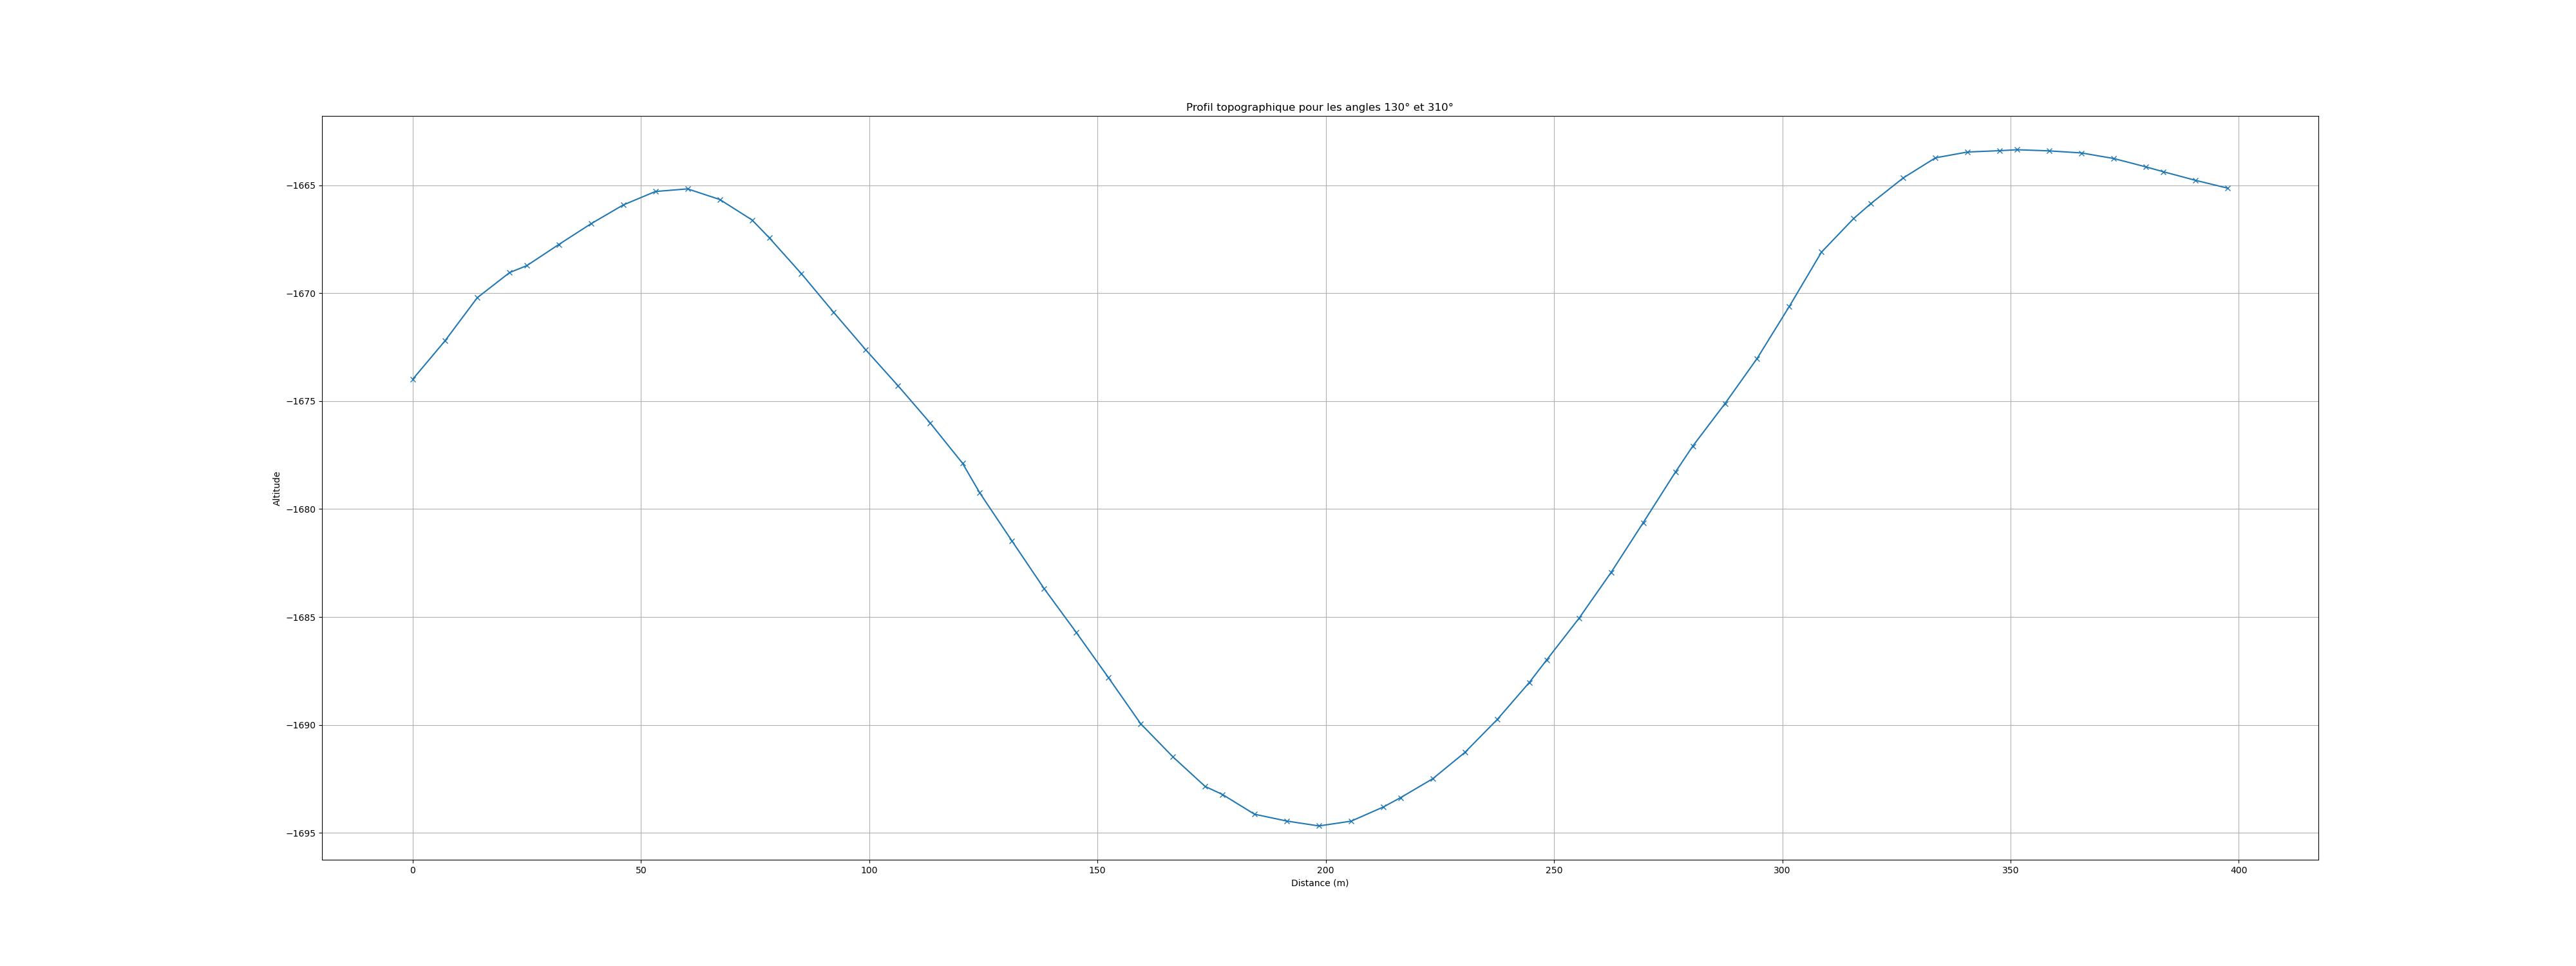 Profil topographique pour les angles 130° et 310°
−1665
−1670
−1675
−1680
−1685
−1690
−1695
Altitude
0 50 100 150 200 250 300 350 400
Distance (m)